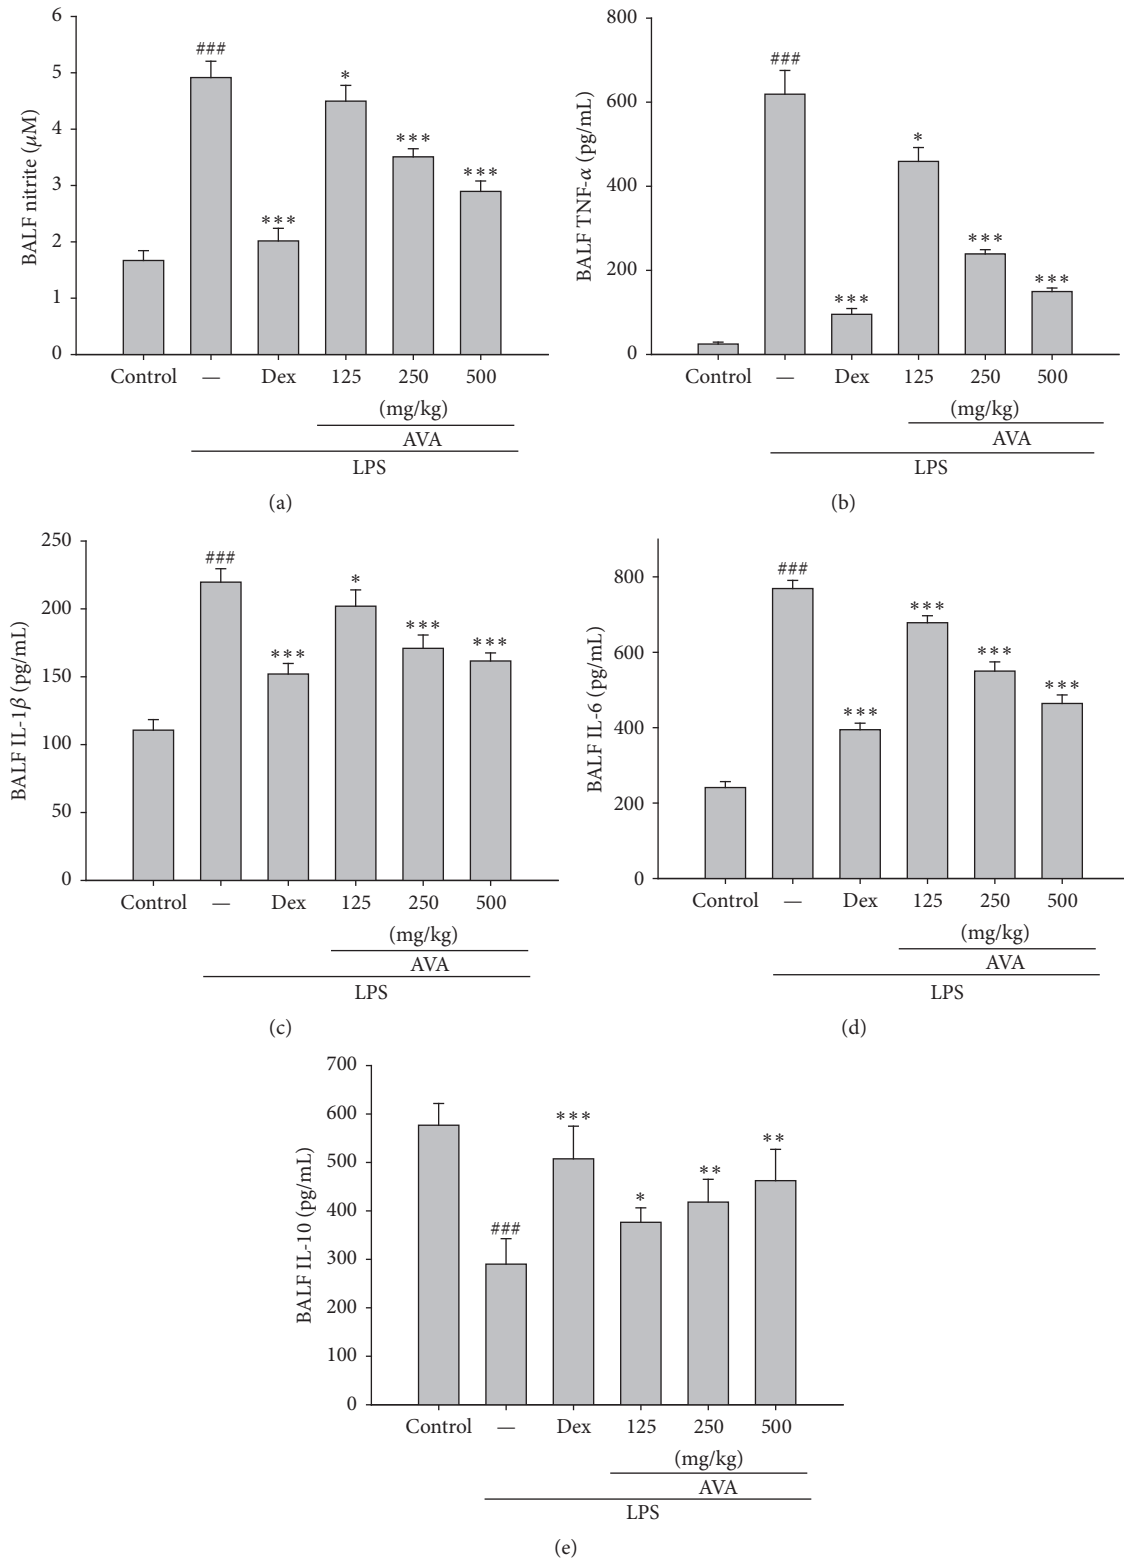 BALF nitrite (μM)
6
5
4
3
2
1
0
###
***
*
***
***
Control — Dex 125 250 500
(mg/kg)
AVA
LPS
(a)
BALF TNF-α (pg/mL)
800
600
400
200
0
###
***
*
***
***
Control — Dex 125 250 500
(mg/kg)
AVA
LPS
(b)
BALF IL-1β (pg/mL)
250
200
150
100
50
0
###
***
*
***
***
Control — Dex 125 250 500
(mg/kg)
AVA
LPS
(c)
BALF IL-6 (pg/mL)
800
600
400
200
0
###
***
***
***
***
Control — Dex 125 250 500
(mg/kg)
AVA
LPS
(d)
BALF IL-10 (pg/mL)
700
600
500
400
300
200
100
0
###
***
*
**
**
Control — Dex 125 250 500
(mg/kg)
AVA
LPS
(e)